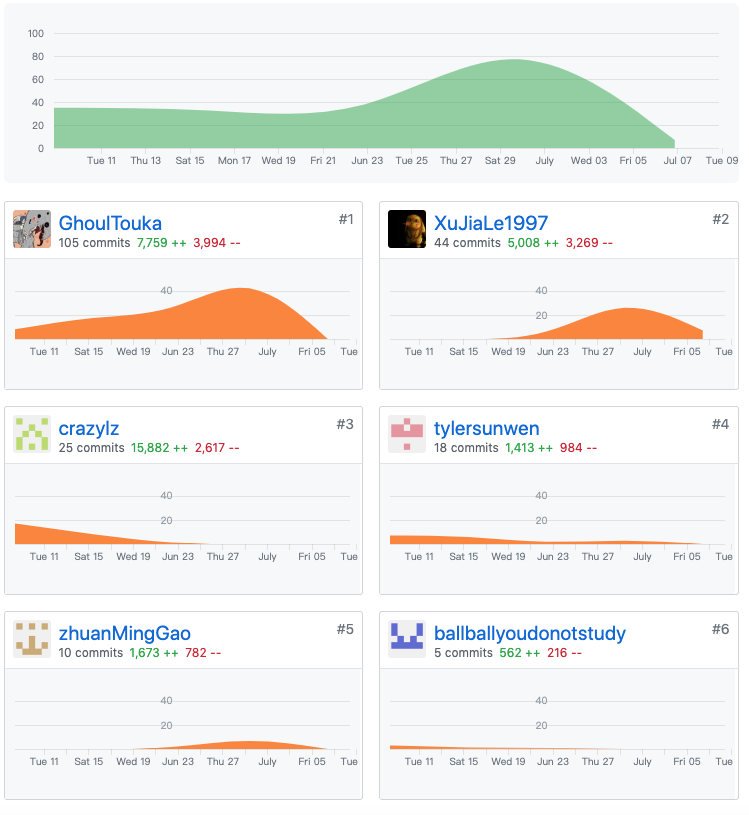 100
80
60
40
20
0
Tue 11 Thu 13 Sat 15 Mon 17 Wed 19 Fri 21 Jun 23 Tue 25 Thu 27 Sat 29 July Wed 03 Fri 05 Jul 07 Tue 09
GhoulTouka #1
105 commits 7,759 ++ 3,994 --
40
Tue 11 Sat 15 Wed 19 Jun 23 Thu 27 July Fri 05 Tue
XuJiaLe1997 #2
44 commits 5,008 ++ 3,269 --
40
20
Tue 11 Sat 15 Wed 19 Jun 23 Thu 27 July Fri 05 Tue
crazylz #3
25 commits 15,882 ++ 2,617 --
40
20
Tue 11 Sat 15 Wed 19 Jun 23 Thu 27 July Fri 05 Tue
tylersunwen #4
18 commits 1,413 ++ 984 --
40
20
Tue 11 Sat 15 Wed 19 Jun 23 Thu 27 July Fri 05 Tue
zhuanMingGao #5
10 commits 1,673 ++ 782 --
40
20
Tue 11 Sat 15 Wed 19 Jun 23 Thu 27 July Fri 05 Tue
ballballyoudonotstudy #6
5 commits 562 ++ 216 --
40
20
Tue 11 Sat 15 Wed 19 Jun 23 Thu 27 July Fri 05 Tue